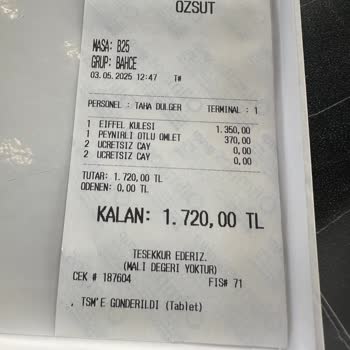 OZSUT
MASA: B25
GRUP: BAHCE
03.05.2025 12:47 T#
PERSONEL : TAHA DULGER TERMINAL : 1
1 EIFFEL KULESI 1.350,00
1 PEYNIRLI OTLU OMLET 370,00
2 UCRETSIZ CAY 0,00
2 UCRETSIZ CAY 0,00
TUTAR: 1.720,00 TL
ODENEN: 0,00 TL
KALAN: 1.720,00 TL
TESEKKUR EDERIZ.
(MALI DEGERI YOKTUR)
CEK # 187604 FIS# 71
. TSM'E GONDERILDI (Tablet)